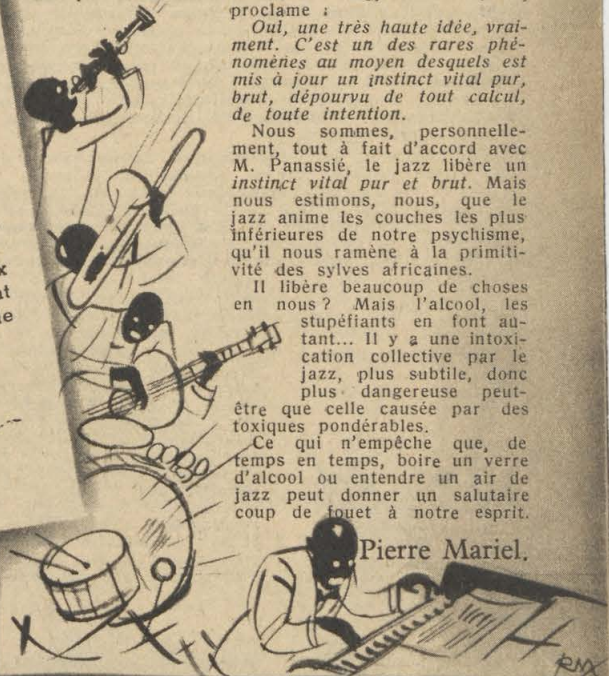 proclame :
Oui, une très haute idée, vrai-
ment. C'est un des rares phé-
nomènes au moyen desquels est
mis à jour un instinct vital pur,
brut, dépourvu de tout calcul,
de toute intention.
Nous sommes, personnelle-
ment, tout à fait d'accord avec
M. Panassié, le jazz libère un
instinct vital pur et brut. Mais
nous estimons, nous, que le
jazz anime les couches les plus
inférieures de notre psychisme,
qu'il nous ramène à la primiti-
vité des sylves africaines.
Il libère beaucoup de choses
en nous ? Mais l'alcool, les
stupéfiants en font au-
tant... Il y a une intoxi-
cation collective par le
jazz, plus subtile, donc
plus dangereuse peut-
être que celle causée par des
toxiques pondérables.
Ce qui n'empêche que, de
temps en temps, boire un verre
d'alcool ou entendre un air de
jazz peut donner un salutaire
coup de fouet à notre esprit.
Pierre Mariel.